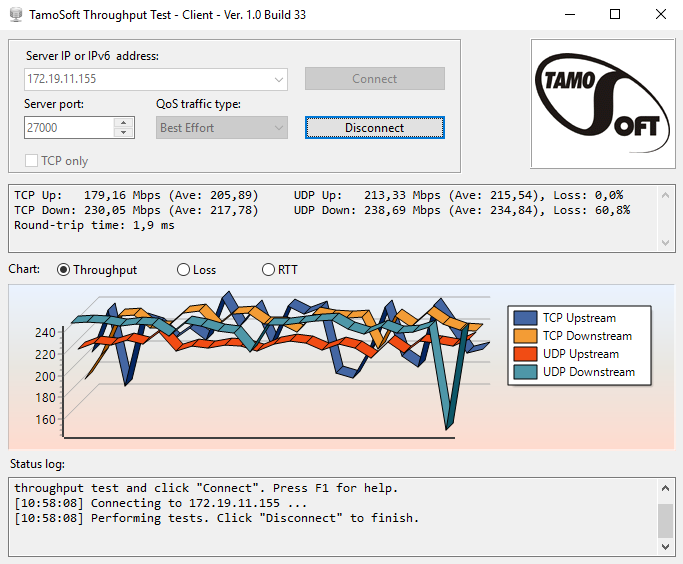 TamoSoft Throughput Test - Client - Ver. 1.0 Build 33
Server IP or IPv6 address:
172.19.11.155
Connect
Server port:
QoS traffic type:
27000
Best Effort
Disconnect
TCP only
TAMO
SOFT
TCP Up: 179,16 Mbps (Ave: 205,89) UDP Up: 213,33 Mbps (Ave: 215,54), Loss: 0,0%
TCP Down: 230,05 Mbps (Ave: 217,78) UDP Down: 238,69 Mbps (Ave: 234,84), Loss: 60,8%
Round-trip time: 1,9 ms
Chart:
Throughput
Loss
RTT
240
220
200
180
160
TCP Upstream
TCP Downstream
UDP Upstream
UDP Downstream
Status log:
throughput test and click "Connect". Press F1 for help.
[10:58:08] Connecting to 172.19.11.155 ...
[10:58:08] Performing tests. Click "Disconnect" to finish.